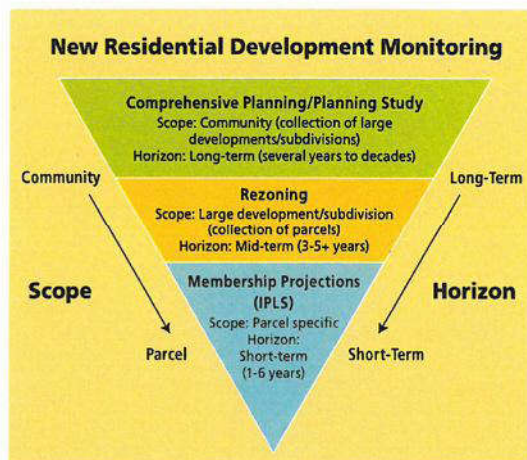 New Residential Development Monitoring
Comprehensive Planning/Planning Study
Scope: Community (collection of large
developments/subdivisions)
Horizon: Long-term (several years to decades)
Community
Long-Term
Rezoning
Scope: Large development/subdivision
(collection of parcels)
Horizon: Mid-term (3-5+ years)
Scope
Horizon
Membership Projections
(IPLS)
Scope: Parcel specific
Horizon:
Short-term
(1-6 years)
Parcel
Short-Term